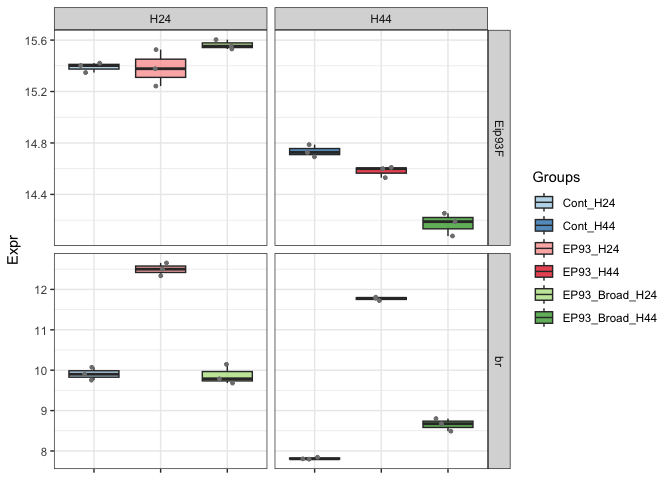 H24
H44
15.6
15.2
14.8
14.4
Eip93F
Expr
12
11
10
9
8
br
Groups
Cont_H24
Cont_H44
EP93_H24
EP93_H44
EP93_Broad_H24
EP93_Broad_H44